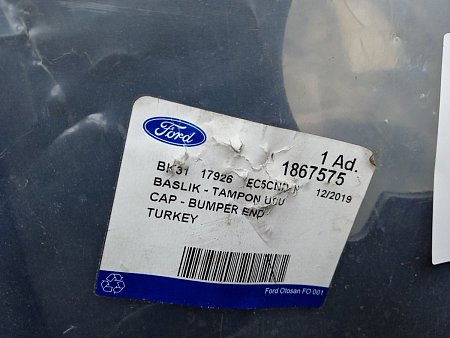 Ford
1 Ad.
BK31 17926 1867575
12/2019
BASLIK - TAMPON UCU
CAP - BUMPER END
TURKEY
Ford Otosan FO 001